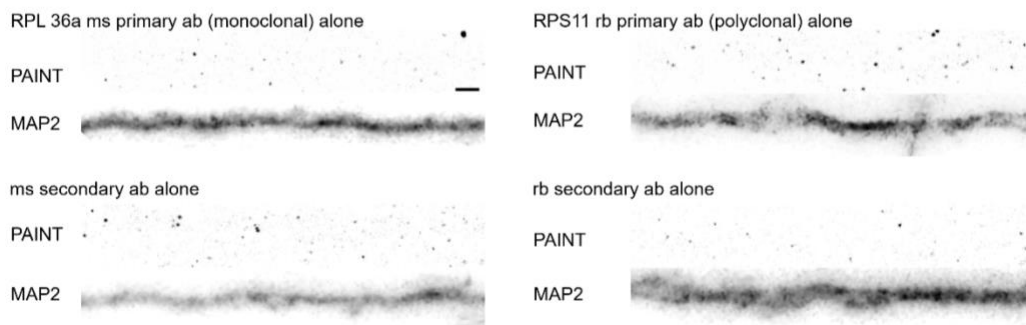 RPL 36a ms primary ab (monoclonal) alone
PAINT
MAP2
RPS11 rb primary ab (polyclonal) alone
PAINT
MAP2
ms secondary ab alone
PAINT
MAP2
rb secondary ab alone
PAINT
MAP2